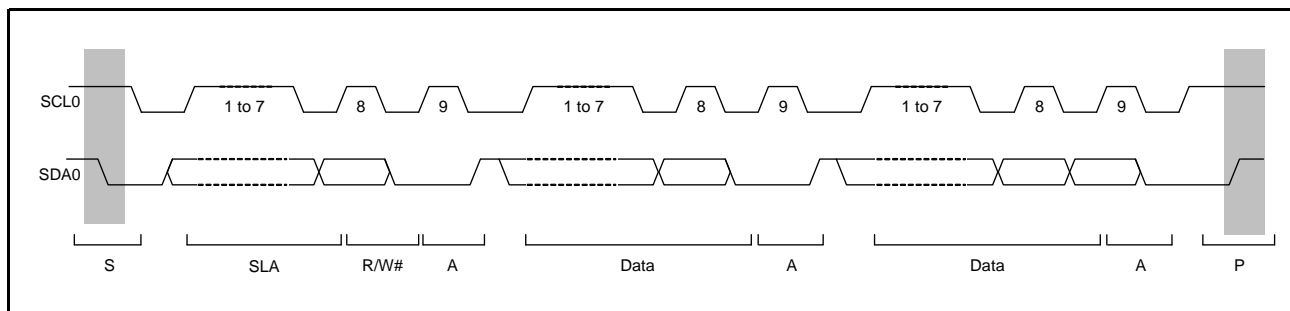 SCL0
1 to 7 8 9 1 to 7 8 9 1 to 7 8 9
SDA0
S SLA R/W# A Data A Data A P